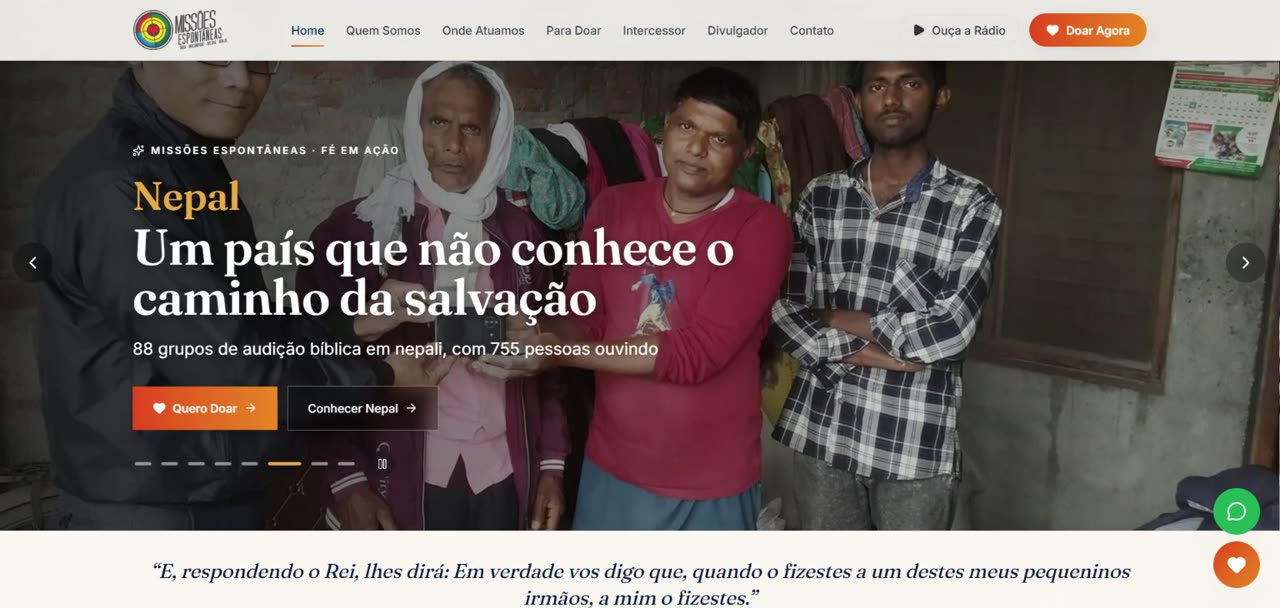 MISSÕES
ESPONTÂNEAS
Home
Quem Somos
Onde Atuamos
Para Doar
Intercessor
Divulgador
Contato
Ouça a Rádio
Doar Agora
MISSÕES ESPONTÂNEAS · FÉ EM AÇÃO
Nepal
Um país que não conhece o
caminho da salvação
88 grupos de audição bíblica em nepali, com 755 pessoas ouvindo
Quero Doar
Conhecer Nepal
“E, respondendo o Rei, lhes dirá: Em verdade vos digo que, quando o fizestes a um destes meus pequeninos
irmãos, a mim o fizestes.”